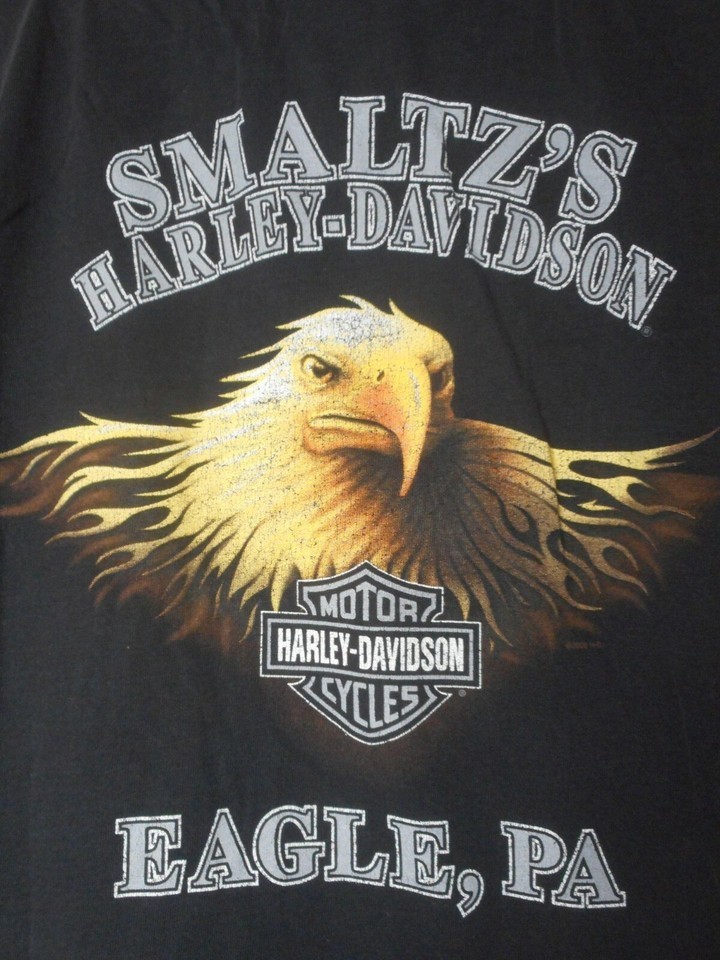 SMALTZ'S
HARLEY-DAVIDSON®
MOTOR
HARLEY-DAVIDSON
CYCLES®
EAGLE, PA